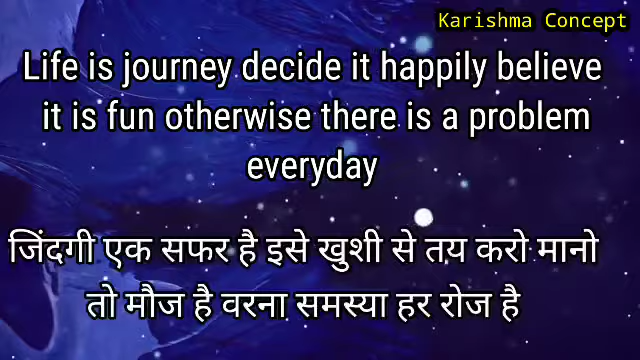 Karishma Concept
Life is journey decide it happily believe
it is fun otherwise there is a problem
everyday
जिंदगी एक सफर है इसे खुशी से तय करो मानो
तो मौज है वरना समस्या हर रोज है